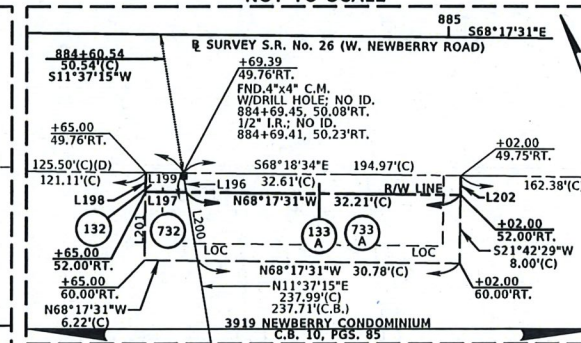 NOT TO SCALE
885
S68°17'31"E
℄ SURVEY S.R. No. 26 (W. NEWBERRY ROAD)
884+60.54
50.54'(C)
S11°37'15"W
+69.39
49.76'RT.
FND.4"x4" C.M.
W/DRILL HOLE; NO ID.
884+69.45, 50.08'RT.
1/2" I.R.; NO ID.
884+69.41, 50.23'RT.
+65.00
49.76'RT.
+02.00
49.75'RT.
125.50'(C)(D)
121.11'(C)
L199
S68°18'34"E
194.97'(C)
162.38'(C)
L196
32.61'(C)
R/W LINE
L202
L198
L197
N68°17'31"W
32.21'(C)
132
L201
732
L200
133
A
733
A
+02.00
52.00'RT.
+65.00
52.00'RT.
LOC
LOC
S21°42'29"W
8.00'(C)
+65.00
60.00'RT.
N68°17'31"W
30.78'(C)
+02.00
60.00'RT.
N68°17'31"W
6.22'(C)
N11°37'15"E
237.99'(C)
237.71'(C.B.)
3919 NEWBERRY CONDOMINIUM
C.B. 10, PGS. 85